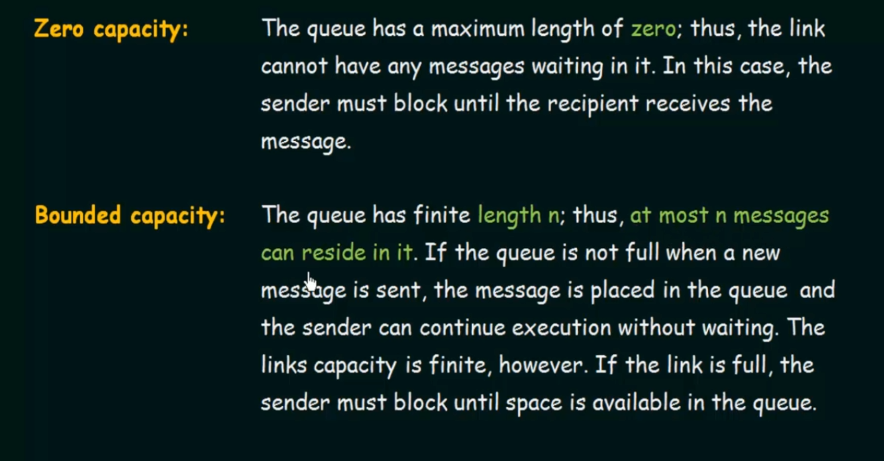 Zero capacity: The queue has a maximum length of zero; thus, the link
cannot have any messages waiting in it. In this case, the
sender must block until the recipient receives the
message.
Bounded capacity: The queue has finite length n; thus, at most n messages
can reside in it. If the queue is not full when a new
message is sent, the message is placed in the queue and
the sender can continue execution without waiting. The
links capacity is finite, however. If the link is full, the
sender must block until space is available in the queue.